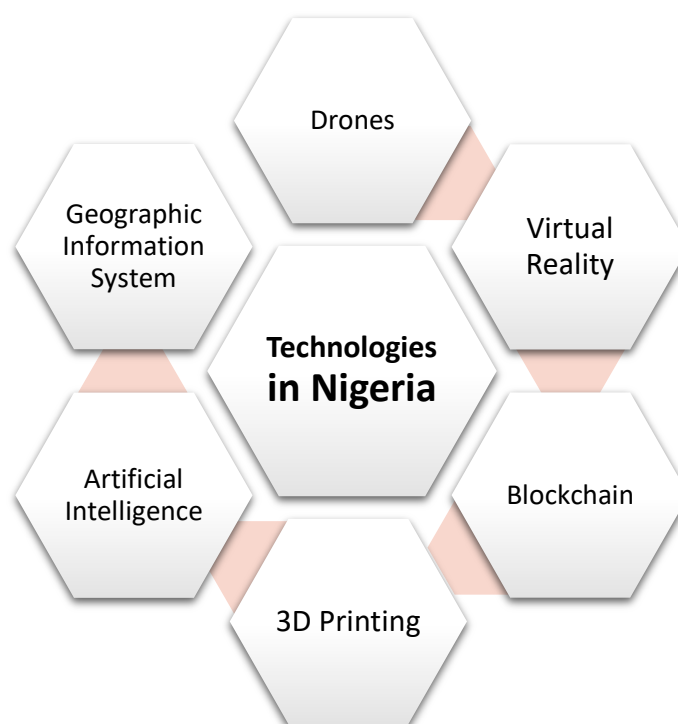 Drones
Virtual
Reality
Blockchain
3D Printing
Artificial
Intelligence
Geographic
Information
System
Technologies
in Nigeria